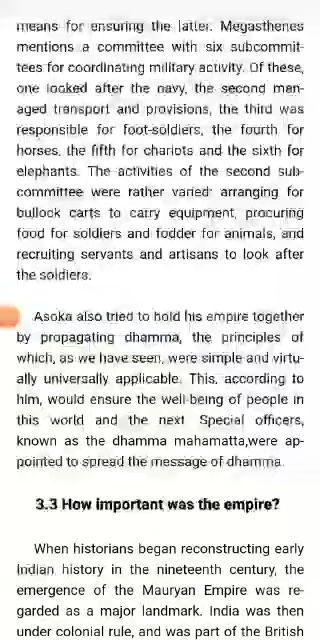 means for ensuring the latter. Megasthenes
mentions a committee with six subcommit-
tees for coordinating military activity. Of these,
one looked after the navy, the second man-
aged transport and provisions, the third was
responsible for foot-soldiers, the fourth for
horses, the fifth for chariots and the sixth for
elephants. The activities of the second sub-
committee were rather varied: arranging for
bullock carts to carry equipment, procuring
food for soldiers and fodder for animals, and
recruiting servants and artisans to look after
the soldiers.
Asoka also tried to hold his empire together
by propagating dhamma, the principles of
which, as we have seen, were simple and virtu-
ally universally applicable. This, according to
him, would ensure the well-being of people in
this world and the next. Special officers,
known as the dhamma mahamatta,were ap-
pointed to spread the message of dhamma.
3.3 How important was the empire?
When historians began reconstructing early
Indian history in the nineteenth century, the
emergence of the Mauryan Empire was re-
garded as a major landmark. India was then
under colonial rule, and was part of the British